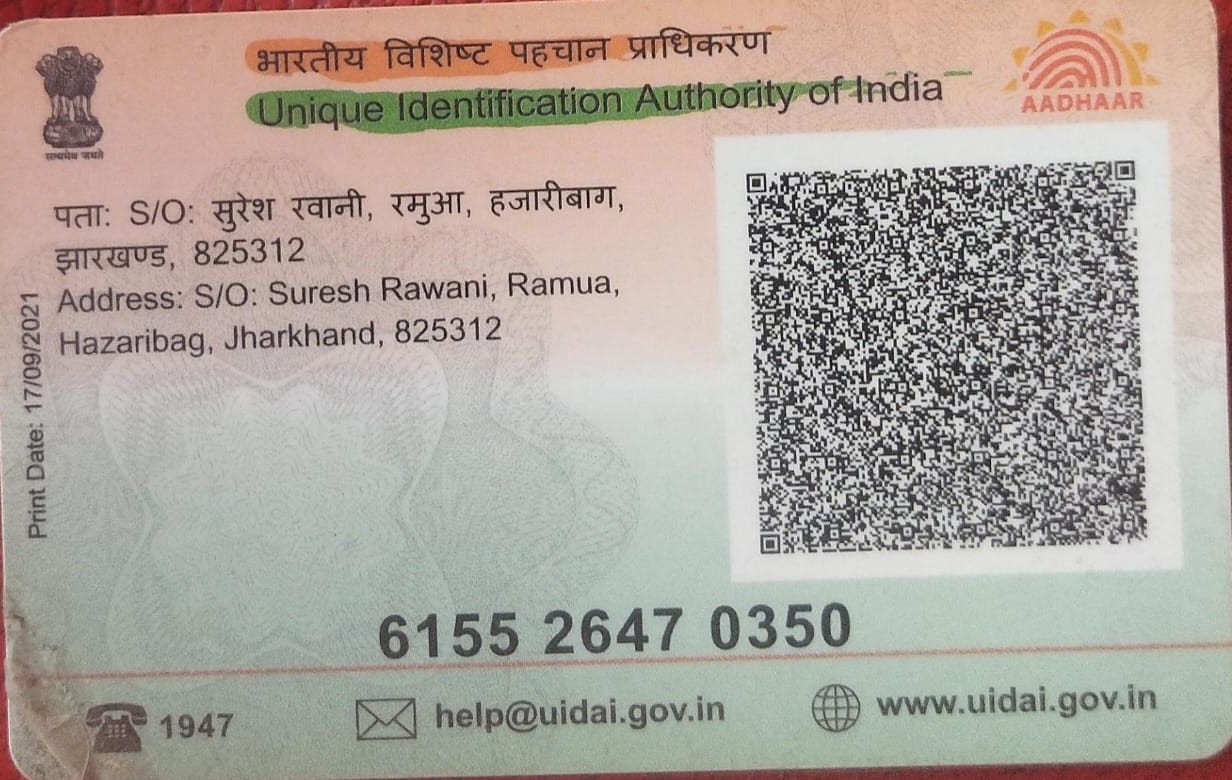 भारतीय विशिष्ट पहचान प्राधिकरण
Unique Identification Authority of India
AADHAAR
सत्यमेव जयते
पता: S/O: सुरेश रवानी, रमुआ, हजारीबाग,
झारखण्ड, 825312
Address: S/O: Suresh Rawani, Ramua,
Hazaribag, Jharkhand, 825312
Print Date: 17/09/2021
6155 2647 0350
1947
help@uidai.gov.in
www.uidai.gov.in